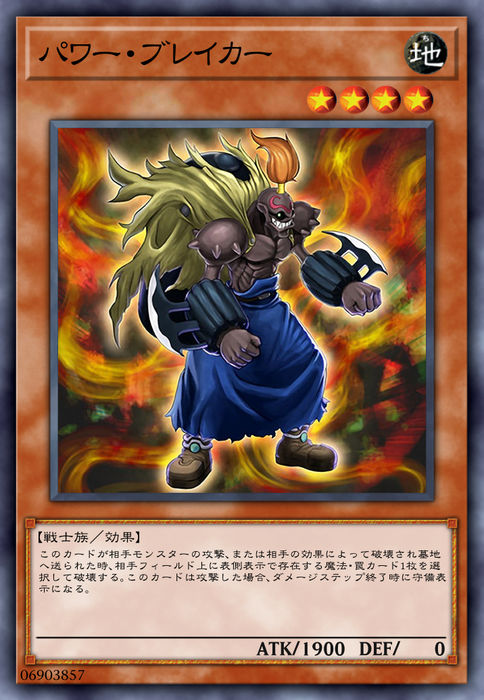 パワー・ブレイカー
ち
地
【戦士族／効果】
このカードが相手モンスターの攻撃、または相手の効果によって破壊され墓地
へ送られた時、相手フィールド上に表側表示で存在する魔法・罠カード1枚を選
択して破壊する。このカードは攻撃した場合、ダメージステップ終了時に守備表
示になる。
ATK/1900 DEF/ 0
06903857